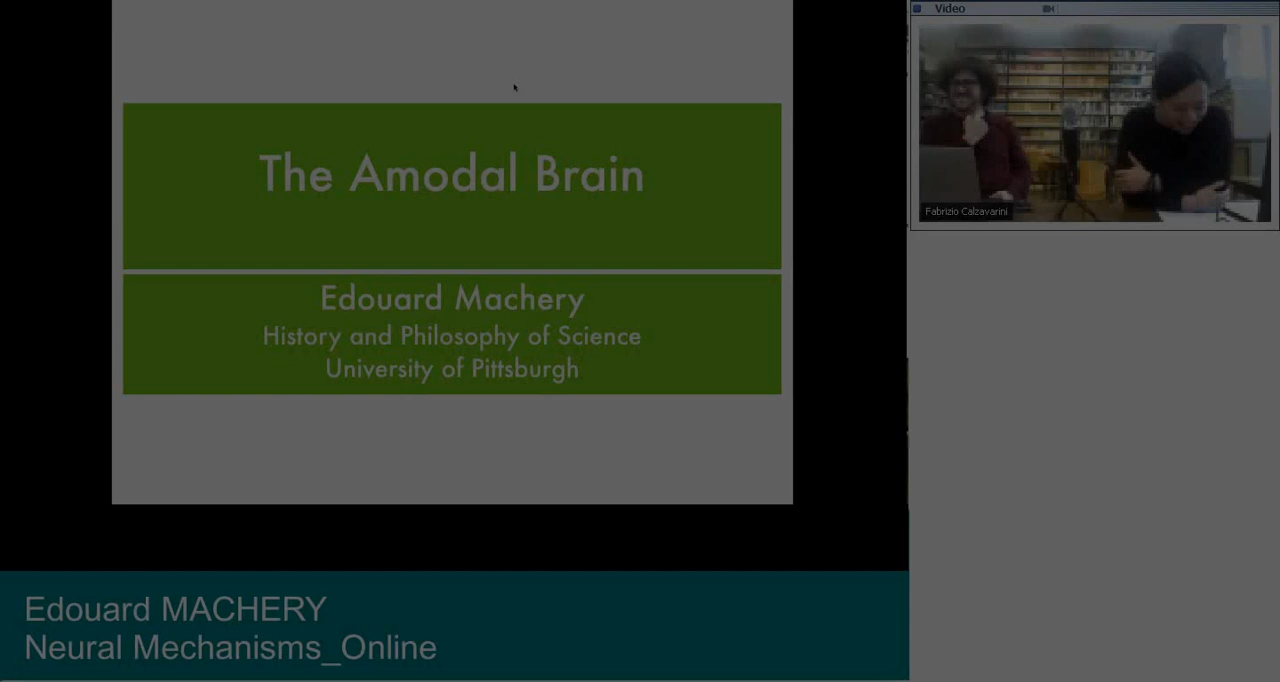 Video
The Amodal Brain
Fabrizio Calzavarini
Edouard Machery
History and Philosophy of Science
University of Pittsburgh
Edouard MACHERY
Neural Mechanisms_Online